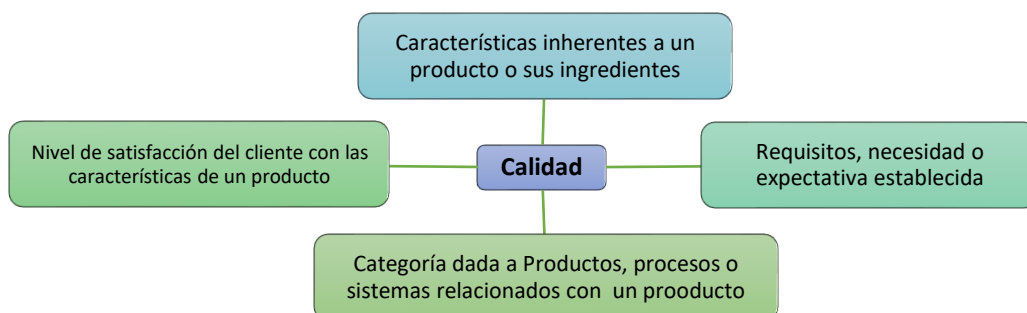 Características inherentes a un
producto o sus ingredientes
Nivel de satisfacción del cliente con las
características de un producto
Calidad
Requisitos, necesidad o
expectativa establecida
Categoría dada a Productos, procesos o
sistemas relacionados con  un prooducto